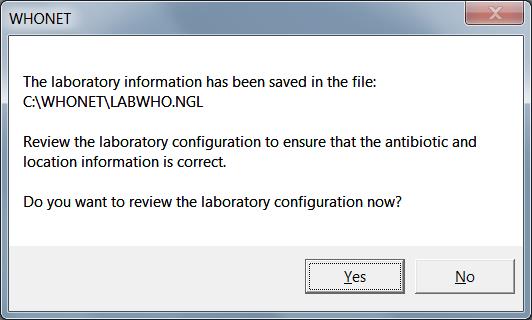 WHONET
The laboratory information has been saved in the file:
C:\WHONET\LABWHO.NGL
Review the laboratory configuration to ensure that the antibiotic and
location information is correct.
Do you want to review the laboratory configuration now?
Yes
No